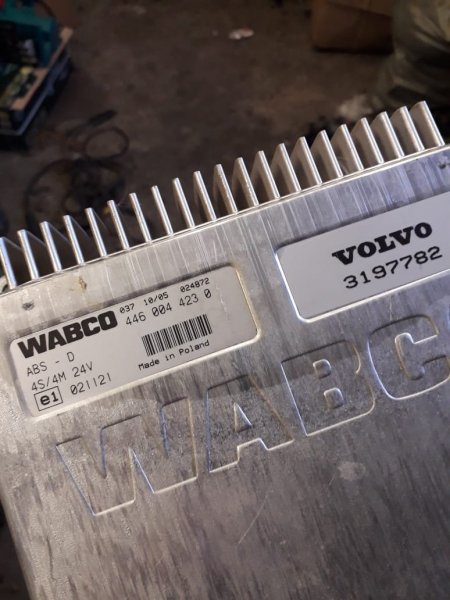 WABCO 037 10/05 024872
446 004 423 0
ABS - D
4S/4M 24V
Made in Poland
e1 021121
VOLVO
3197782
WABCO